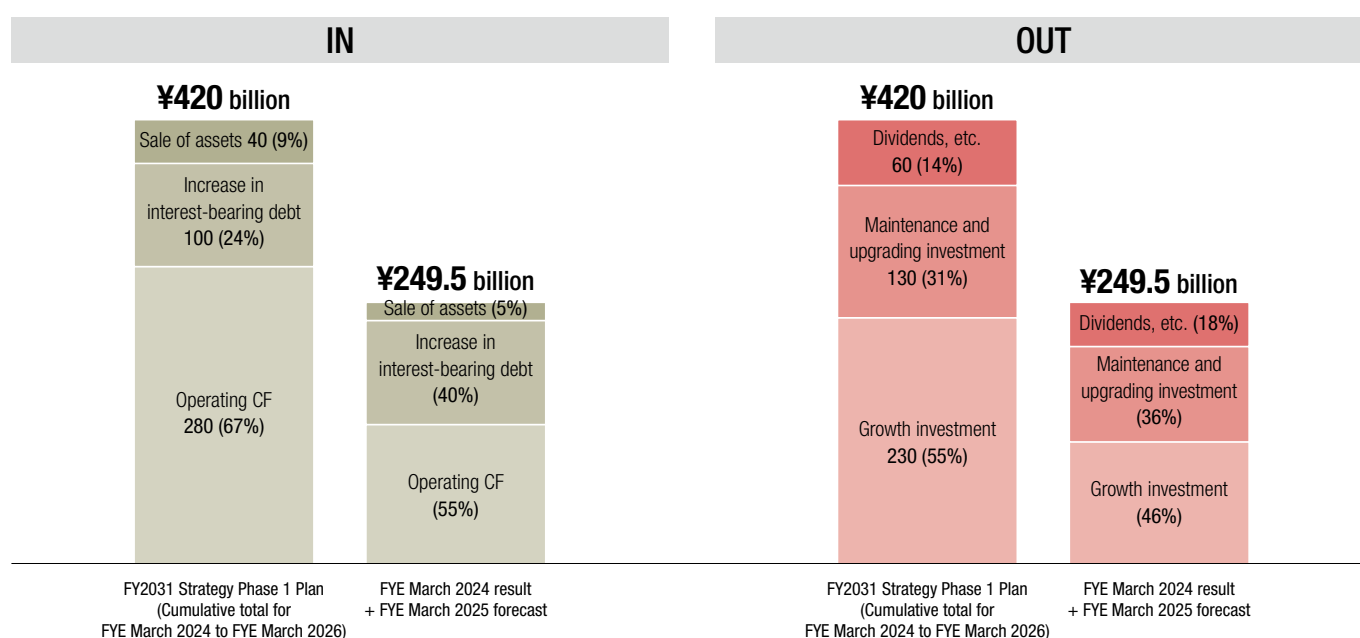 IN
¥420 billion
Sale of assets 40 (9%)
Increase in
interest-bearing debt
100 (24%)
Operating CF
280 (67%)
FY2031 Strategy Phase 1 Plan
(Cumulative total for
FYE March 2024 to FYE March 2026)
¥249.5 billion
Sale of assets (5%)
Increase in
interest-bearing debt
(40%)
Operating CF
(55%)
FYE March 2024 result
+ FYE March 2025 forecast
OUT
¥420 billion
Dividends, etc.
60 (14%)
Maintenance and
upgrading investment
130 (31%)
Growth investment
230 (55%)
FY2031 Strategy Phase 1 Plan
(Cumulative total for
FYE March 2024 to FYE March 2026)
¥249.5 billion
Dividends, etc. (18%)
Maintenance and
upgrading investment
(36%)
Growth investment
(46%)
FYE March 2024 result
+ FYE March 2025 forecast